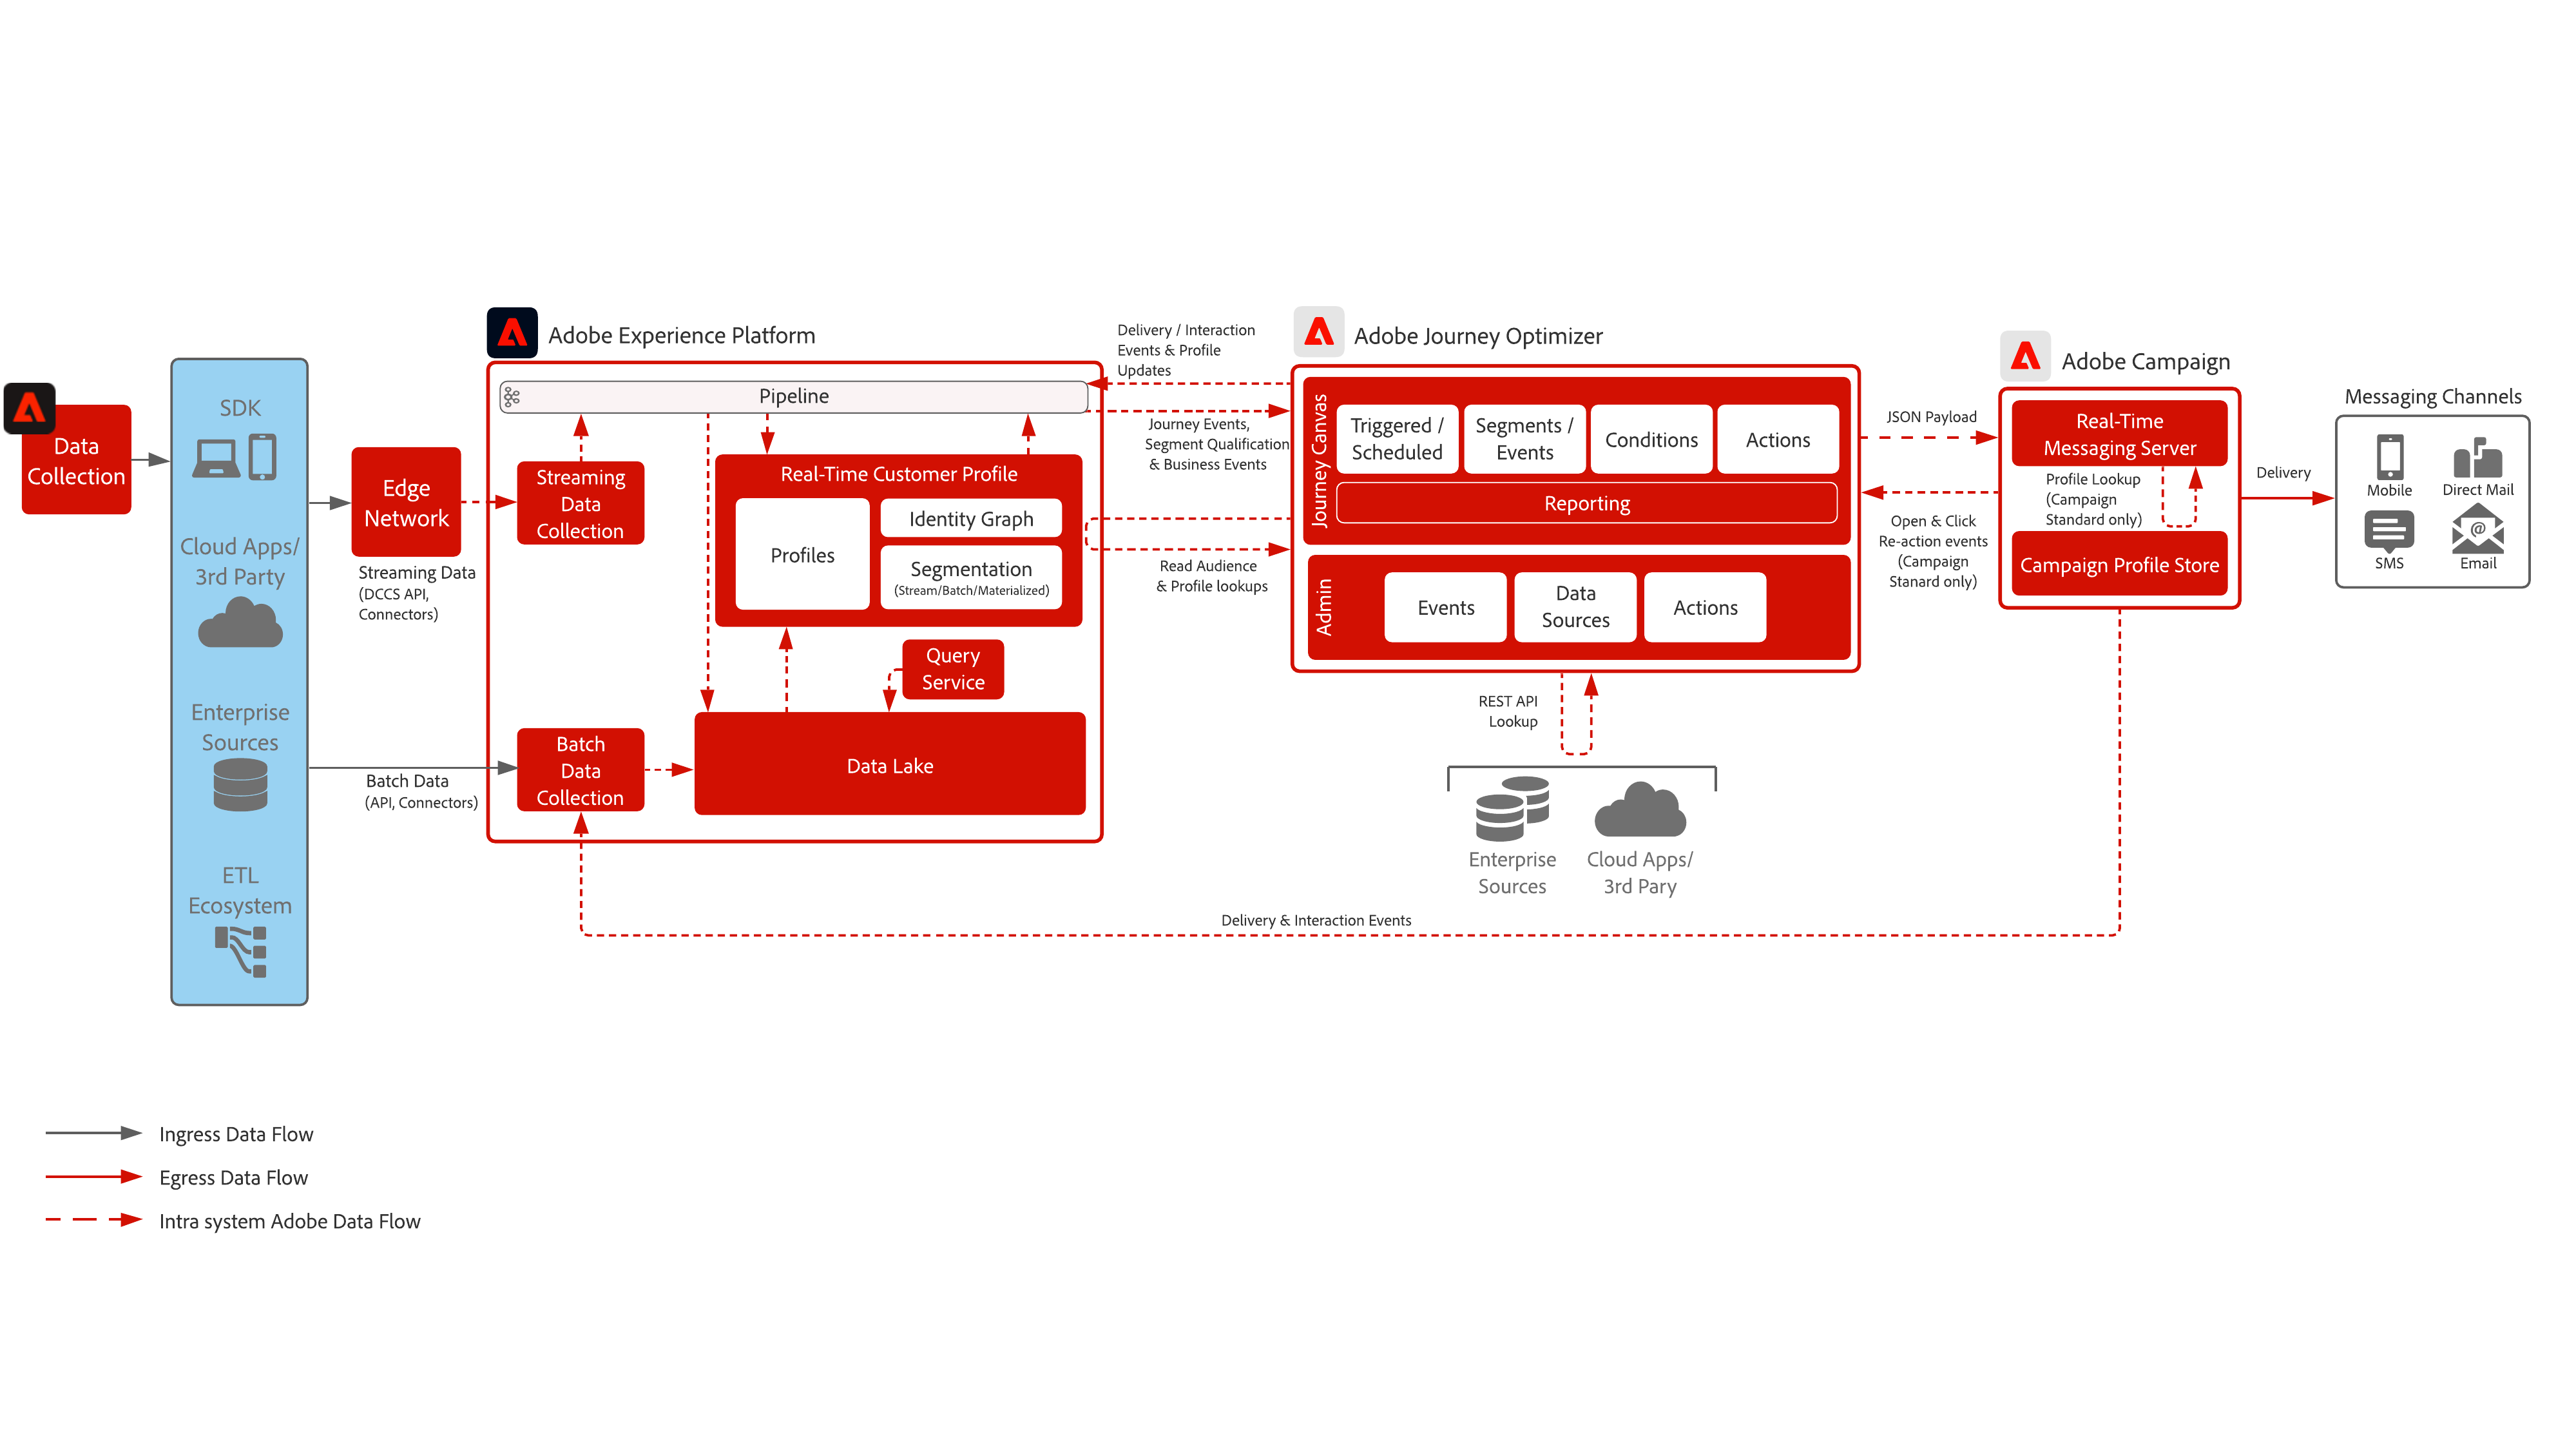 Data
Collection
SDK
Cloud Apps/
3rd Party
Enterprise
Sources
ETL
Ecosystem
Edge
Network
Streaming Data
(DCCS API,
Connectors)
Batch Data
(API, Connectors)
Adobe Experience Platform
Pipeline
Streaming
Data
Collection
Real-Time Customer Profile
Profiles
Identity Graph
Segmentation
(Stream/Batch/Materialized)
Query
Service
Batch
Data
Collection
Data Lake
Delivery / Interaction
Events & Profile
Updates
Journey Events,
Segment Qualification
& Business Events
Read Audience
& Profile lookups
Adobe Journey Optimizer
Journey Canvas
Triggered /
Scheduled
Segments /
Events
Conditions
Actions
Reporting
Admin
Events
Data
Sources
Actions
REST API
Lookup
Enterprise
Sources
Cloud Apps/
3rd Pary
JSON Payload
Open & Click
Re-action events
(Campaign
Stanard only)
Adobe Campaign
Real-Time
Messaging Server
Profile Lookup
(Campaign
Standard only)
Campaign Profile Store
Delivery
Messaging Channels
Mobile
Direct Mail
SMS
@
Email
Delivery & Interaction Events
Ingress Data Flow
Egress Data Flow
Intra system Adobe Data Flow